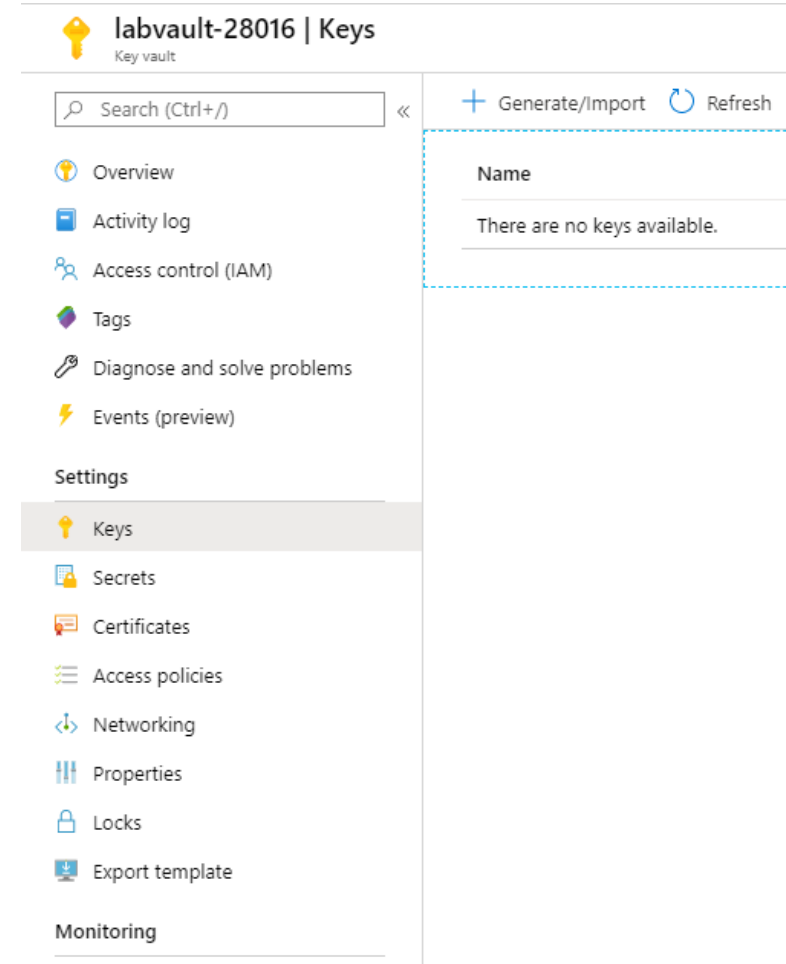 labvault-28016 | Keys
Key vault
Search (Ctrl+/)
«
Overview
Activity log
Access control (IAM)
Tags
Diagnose and solve problems
Events (preview)
Settings
Keys
Secrets
Certificates
Access policies
Networking
Properties
Locks
Export template
Monitoring
+ Generate/Import Refresh
Name
There are no keys available.